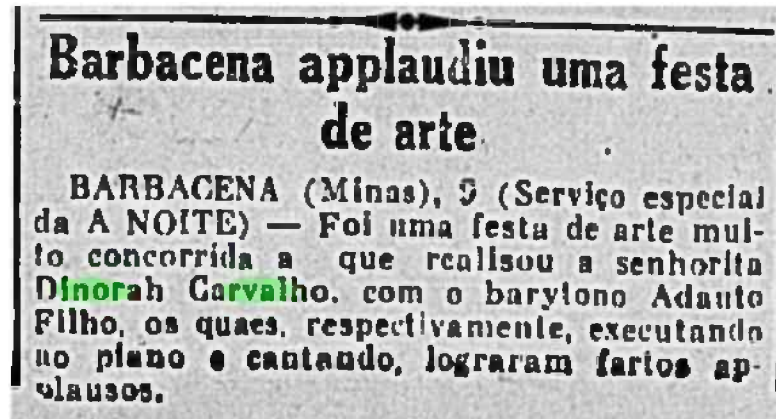 Barbacena applaudiu uma festa
de arte
BARBACENA (Minas), 9 (Serviço especial
da A NOITE) — Foi uma festa de arte mui-
to concorrida a que realisou a senhorita
Dinorah Carvalho, com o barytono Adauto
Filho, os quaes, respectivamente, executando
ao piano e cantando, lograram fartos ap-
plausos.